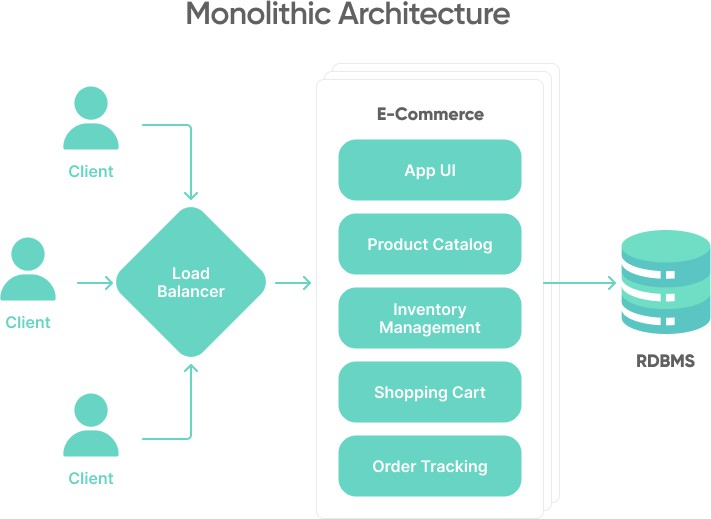 Monolithic Architecture
Client
Client
Client
Load
Balancer
E-Commerce
App UI
Product Catalog
Inventory
Management
Shopping Cart
Order Tracking
RDBMS